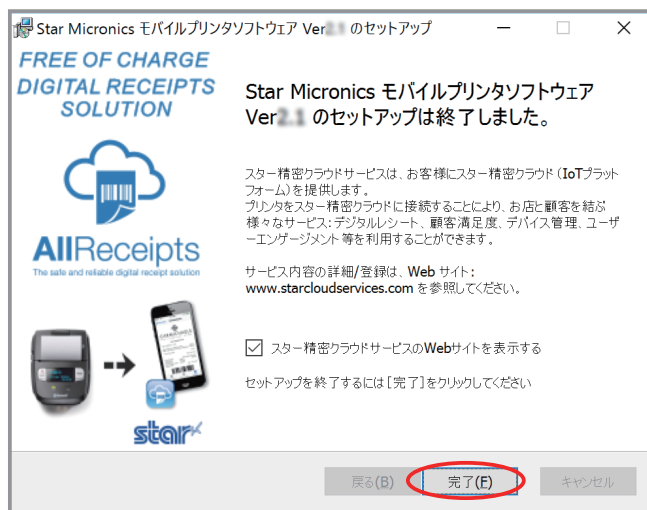 Star Micronics モバイルプリンタソフトウェア Ver のセットアップ
FREE OF CHARGE
DIGITAL RECEIPTS
SOLUTION
AllReceipts
The safe and reliable digital receipt solution
star
Star Micronics モバイルプリンタソフトウェア
Ver のセットアップは終了しました。
スター精密クラウドサービスは、お客様にスター精密クラウド（IoTプラット
フォーム）を提供します。
プリンタをスター精密クラウドに接続することにより、お店と顧客を結ぶ
様々なサービス：デジタルレシート、顧客満足度、デバイス管理、ユーザ
ーエンゲージメント等を利用することができます。
サービス内容の詳細/登録は、Web サイト：
www.starcloudservices.com を参照してください。
スター精密クラウドサービスのWebサイトを表示する
セットアップを終了するには［完了］をクリックしてください
戻る(B) 完了(F) キャンセル